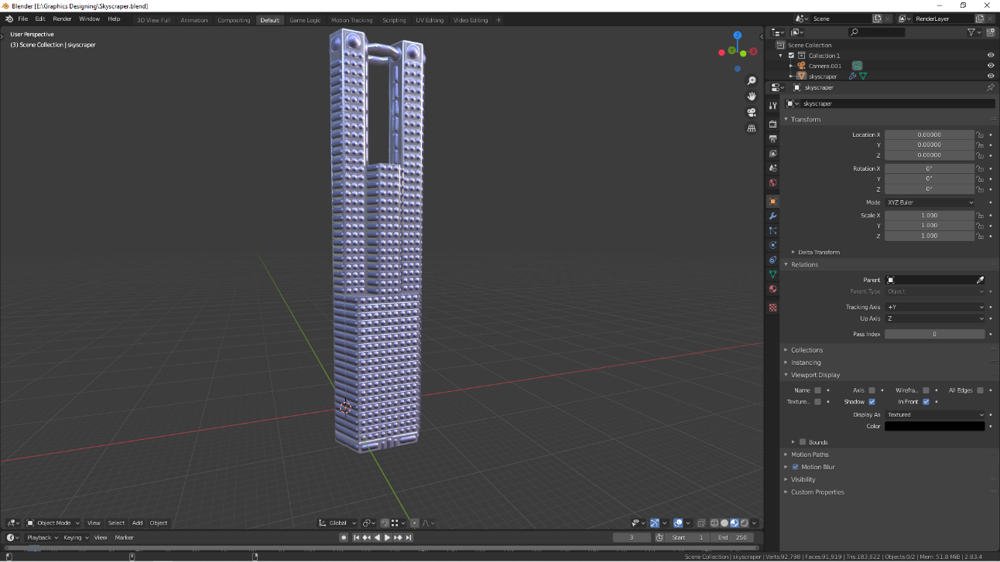 Blender [E:\Graphics Designing\Skyscraper.blend]
File Edit Render Window Help 3D View Full Animation Compositing Default Game Logic Motion Tracking Scripting UV Editing Video Editing + Scene RenderLayer
User Perspective
(3) Scene Collection | skyscraper
Z
Y
X
Scene Collection
Collection 1
Camera.001
skyscraper
skyscraper
skyscraper
Transform
Location X 0.00000
Y 0.00000
Z 0.00000
Rotation X 0°
Y 0°
Z 0°
Mode XYZ Euler
Scale X 1.000
Y 1.000
Z 1.000
Delta Transform
Relations
Parent
Parent Type Object
Tracking Axis +Y
Up Axis Z
Pass Index 0
Collections
Instancing
Viewport Display
Name Axis Wirefra... All Edges
Texture... Shadow In Front
Display As Textured
Color
Bounds
Motion Paths
Motion Blur
Visibility
Custom Properties
Object Mode View Select Add Object Global
Playback Keying View Marker 3 Start 1 End 250
Scene Collection | skyscraper | Verts:92,798 | Faces:91,919 | Tris:183,822 | Objects:0/2 | Mem: 51.8 MiB | 2.83.4